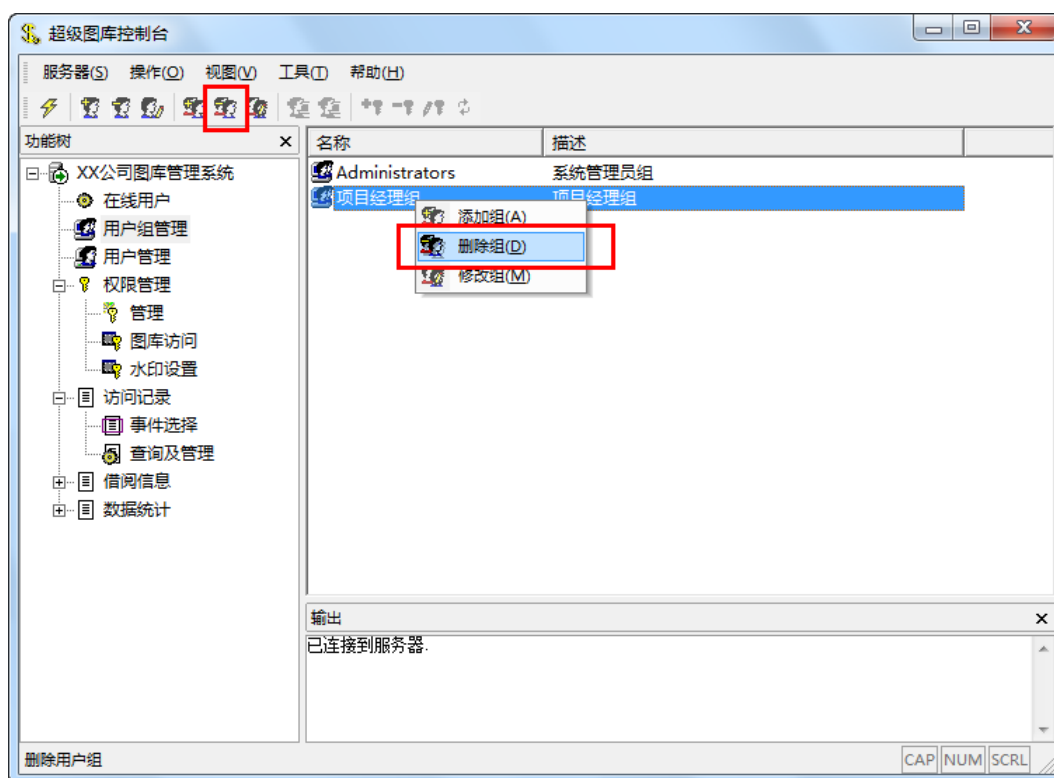 超级图库控制台
服务器(S) 操作(O) 视图(V) 工具(T) 帮助(H)
功能树
名称 描述
XX公司图库管理系统
在线用户
用户组管理
用户管理
权限管理
管理
图库访问
水印设置
访问记录
事件选择
查询及管理
借阅信息
数据统计
Administrators 系统管理员组
项目经理组 项目经理组
添加组(A)
删除组(D)
修改组(M)
输出
已连接到服务器.
删除用户组 CAP NUM SCRL